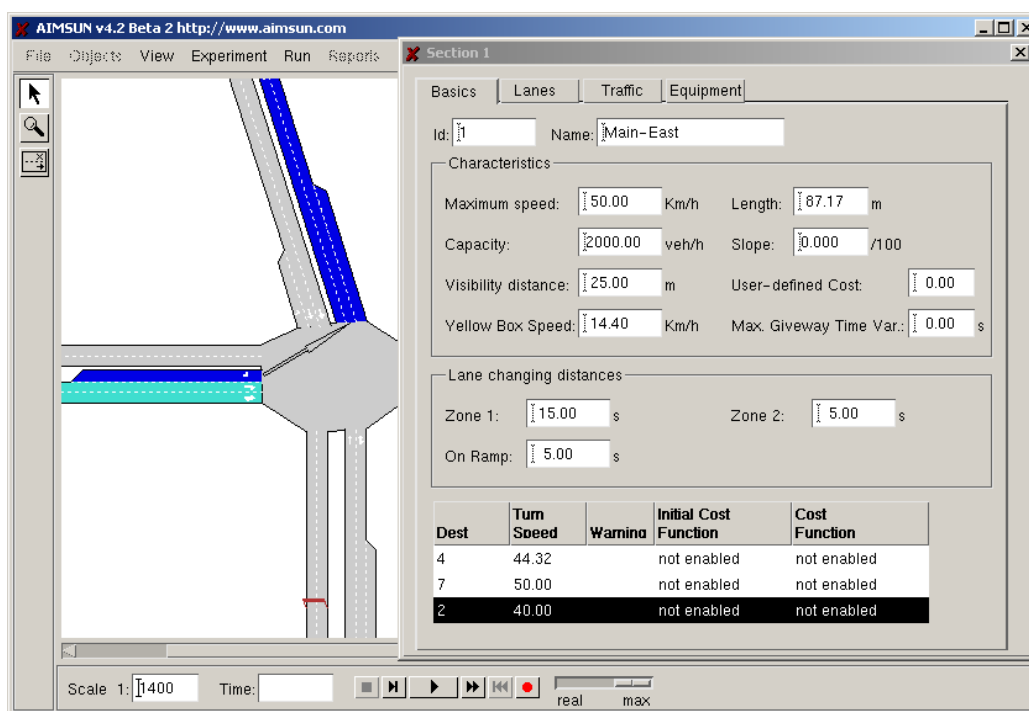 AIMSUN v4.2 Beta 2 http://www.aimsun.com
File Objects View Experiment Run Reports
Section 1
Basics Lanes Traffic Equipment
Id: 1 Name: Main-East
Characteristics
Maximum speed: 50.00 Km/h Length: 87.17 m
Capacity: 2000.00 veh/h Slope: 0.000 /100
Visibility distance: 25.00 m User-defined Cost: 0.00
Yellow Box Speed: 14.40 Km/h Max. Giveway Time Var.: 0.00 s
Lane changing distances
Zone 1: 15.00 s Zone 2: 5.00 s
On Ramp: 5.00 s
Turn Initial Cost Cost
Dest Speed Warning Function Function
4 44.32 not enabled not enabled
7 50.00 not enabled not enabled
2 40.00 not enabled not enabled
Scale 1: 1400 Time:
real max